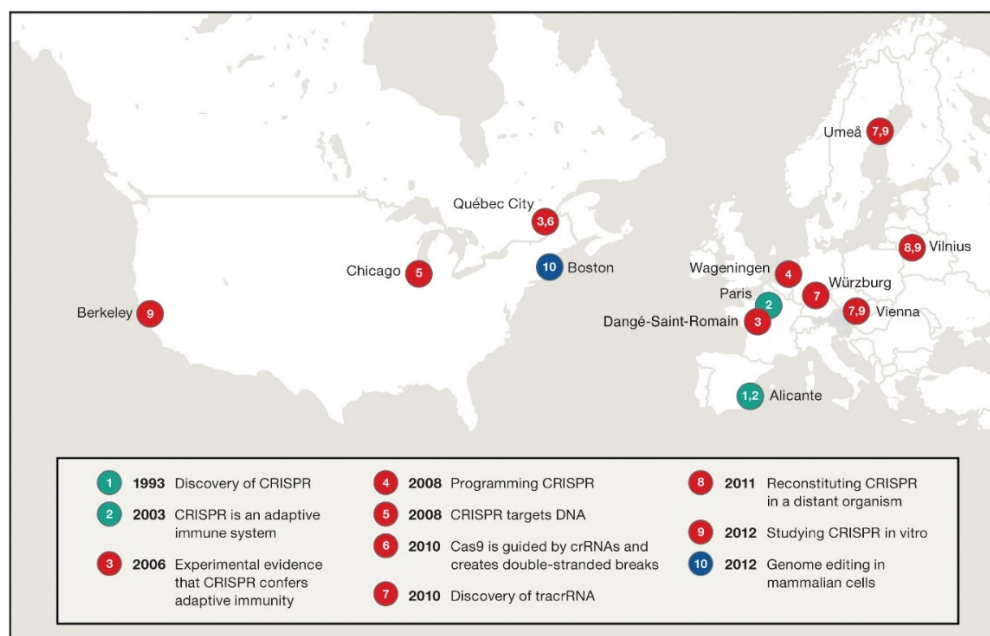 Umeå
7,9
Québec City
3,6
8,9
Vilnius
Chicago
5
10
Boston
Wageningen
4
Würzburg
7
Paris
2
Berkeley
9
7,9
Vienna
Dangé-Saint-Romain
3
1,2
Alicante
1 1993 Discovery of CRISPR
2 2003 CRISPR is an adaptive
immune system
3 2006 Experimental evidence
that CRISPR confers
adaptive immunity
4 2008 Programming CRISPR
5 2008 CRISPR targets DNA
6 2010 Cas9 is guided by crRNAs and
creates double-stranded breaks
7 2010 Discovery of tracrRNA
8 2011 Reconstituting CRISPR
in a distant organism
9 2012 Studying CRISPR in vitro
10 2012 Genome editing in
mammalian cells